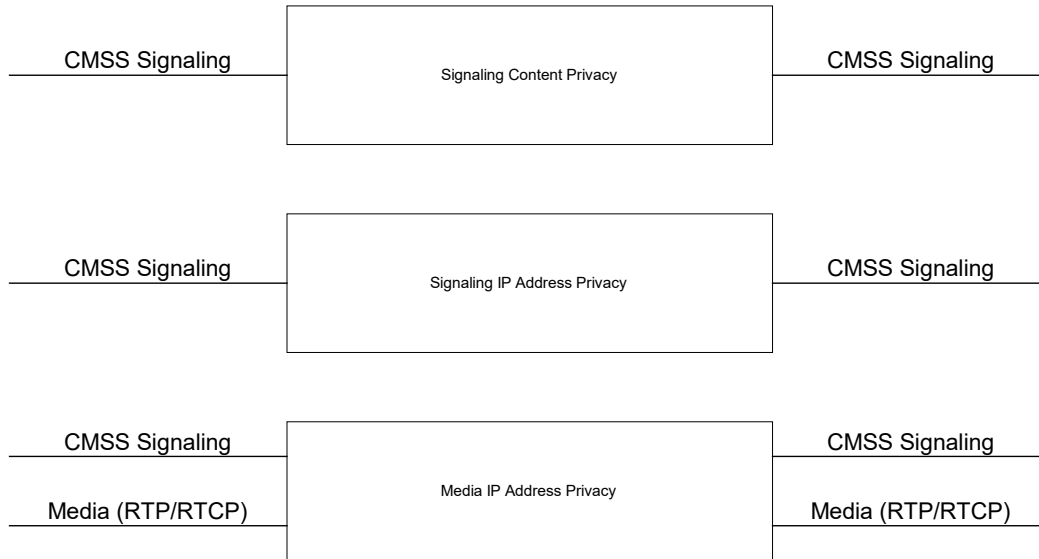 CMSS Signaling
Signaling Content Privacy
CMSS Signaling
CMSS Signaling
Signaling IP Address Privacy
CMSS Signaling
CMSS Signaling
Media (RTP/RTCP)
Media IP Address Privacy
CMSS Signaling
Media (RTP/RTCP)